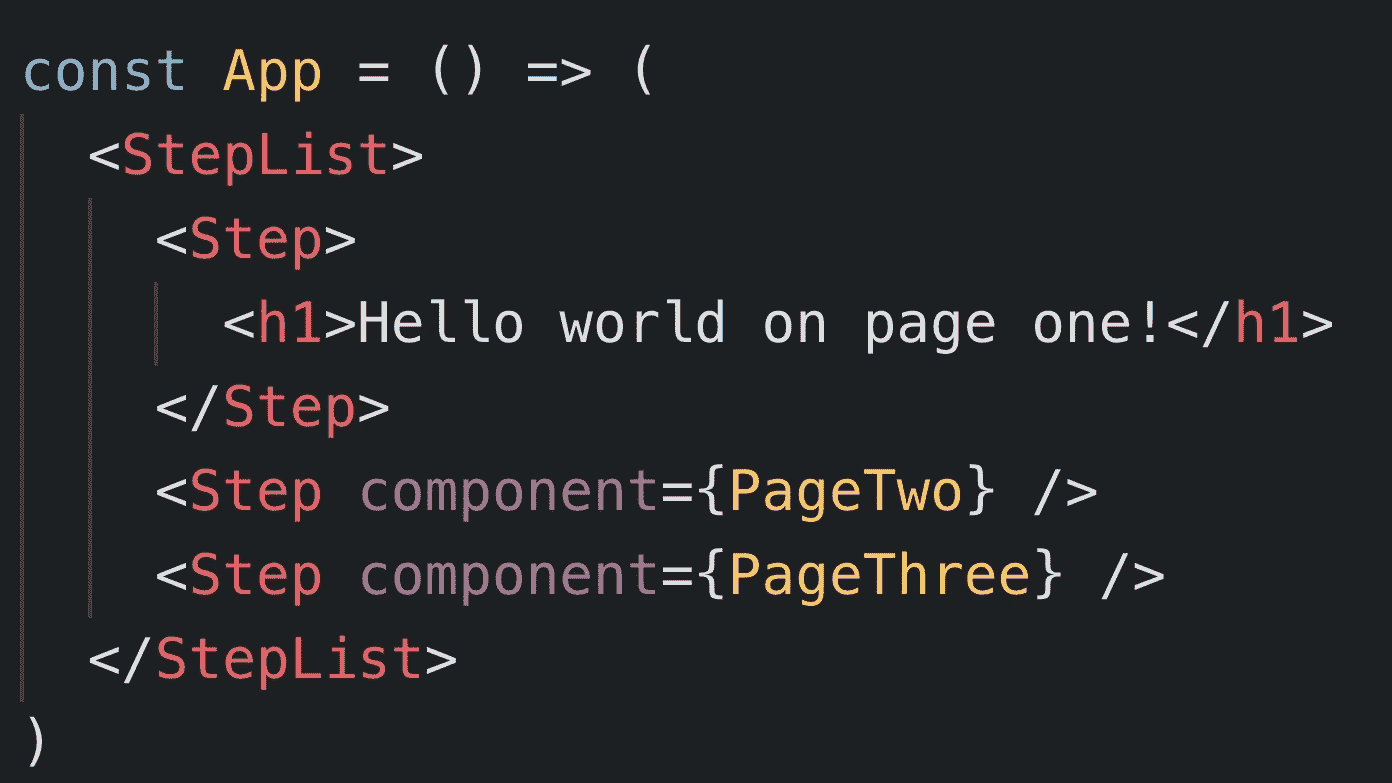 const App = () => (
  <StepList>
    <Step>
      <h1>Hello world on page one!</h1>
    </Step>
    <Step component={PageTwo} />
    <Step component={PageThree} />
  </StepList>
)